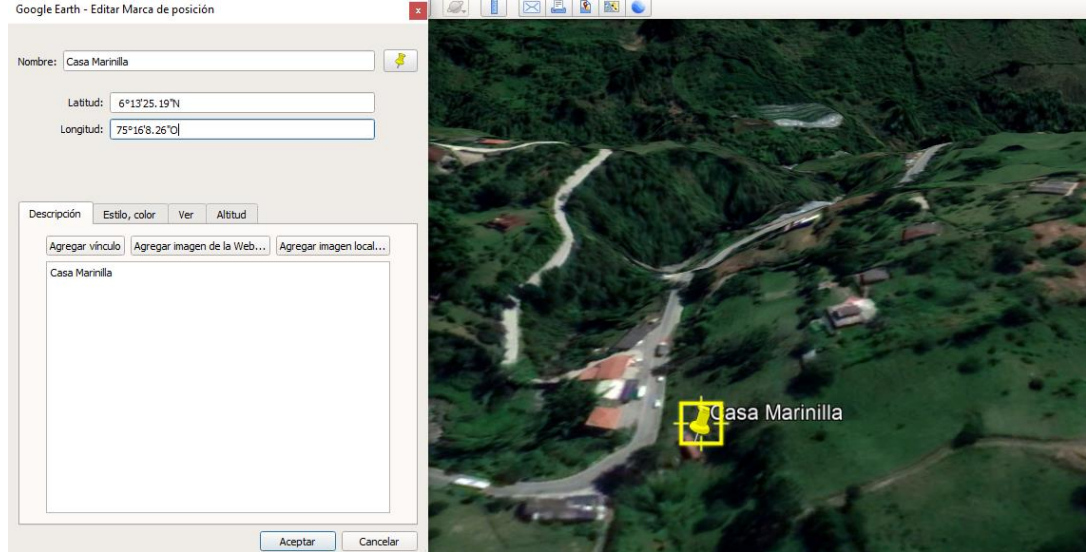 Google Earth - Editar Marca de posición
x
Nombre: Casa Marinilla
Latitud: 6°13'25.19"N
Longitud: 75°16'8.26"O
Descripción Estilo, color Ver Altitud
Agregar vínculo Agregar imagen de la Web... Agregar imagen local...
Casa Marinilla
Aceptar Cancelar
Casa Marinilla